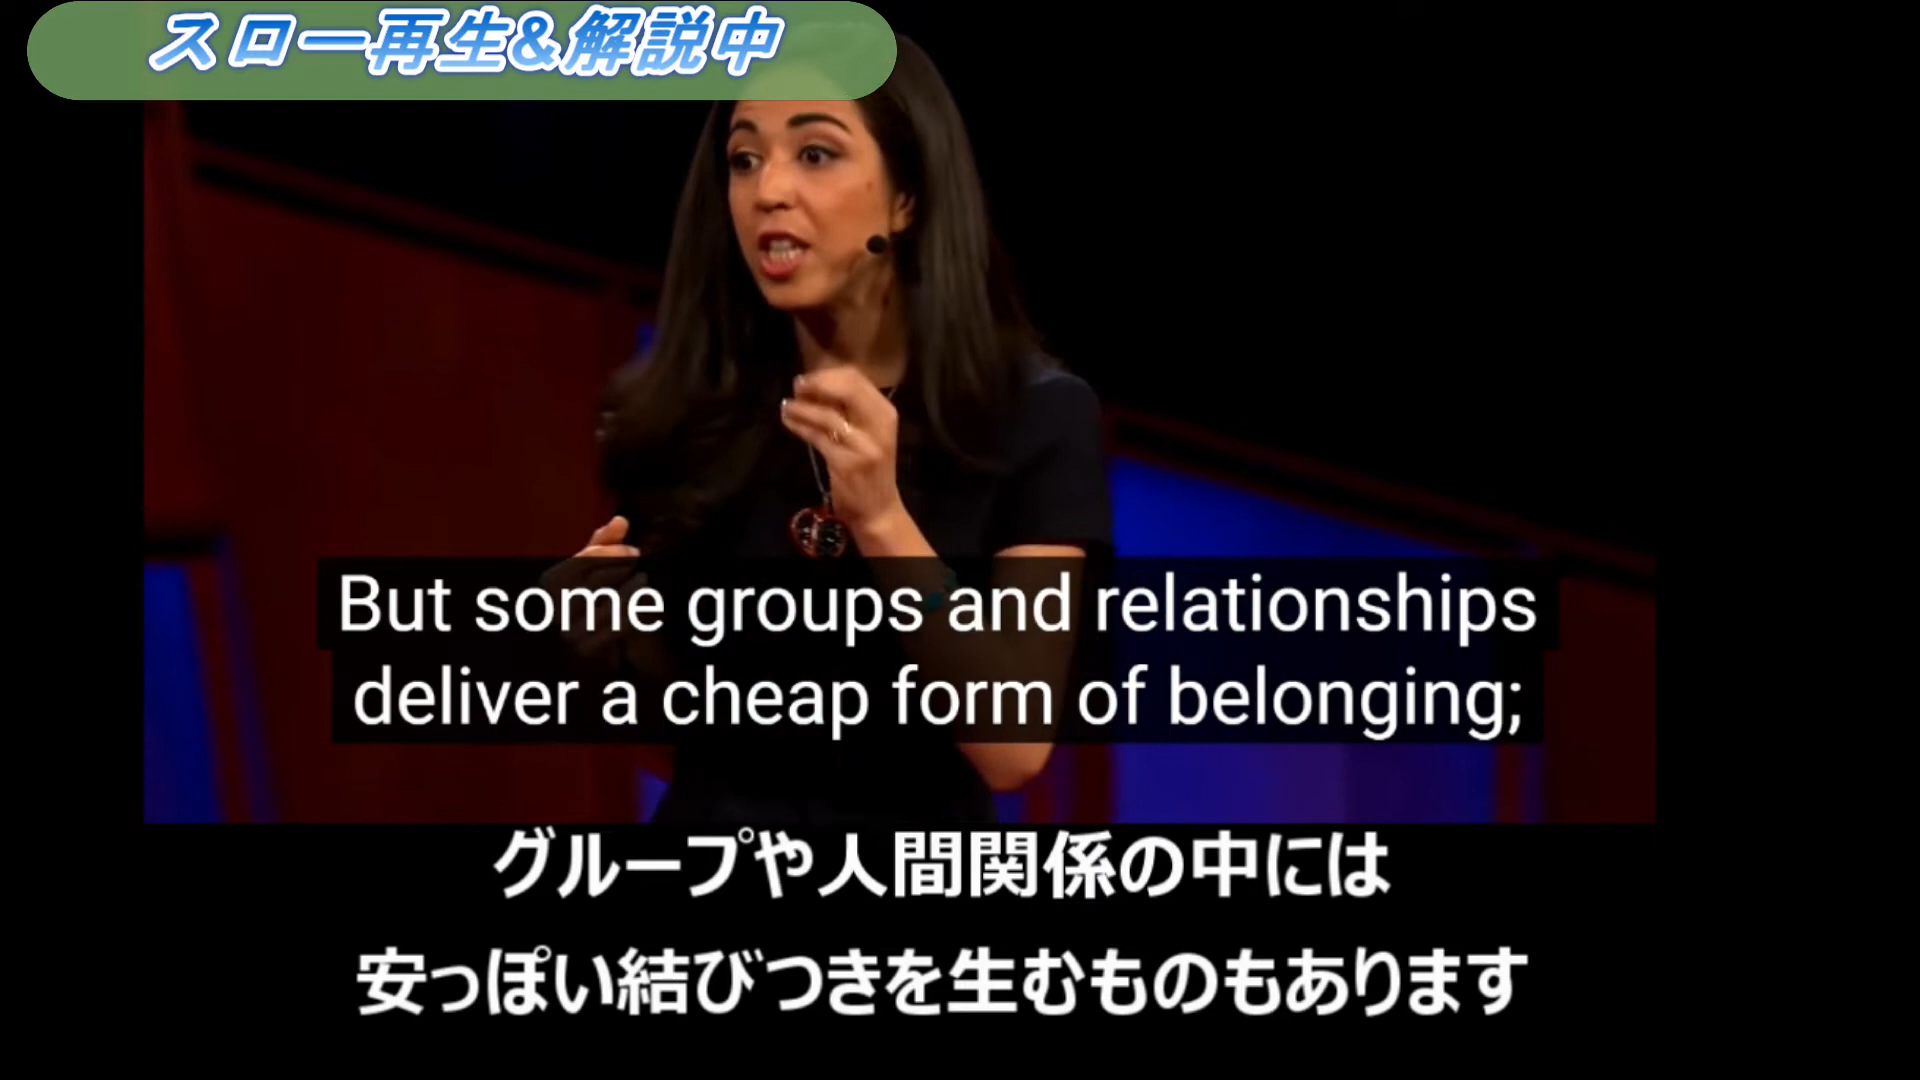 スロー再生&解説中
But some groups and relationships
deliver a cheap form of belonging;
グループや人間関係の中には
安っぽい結びつきを生むものもあります